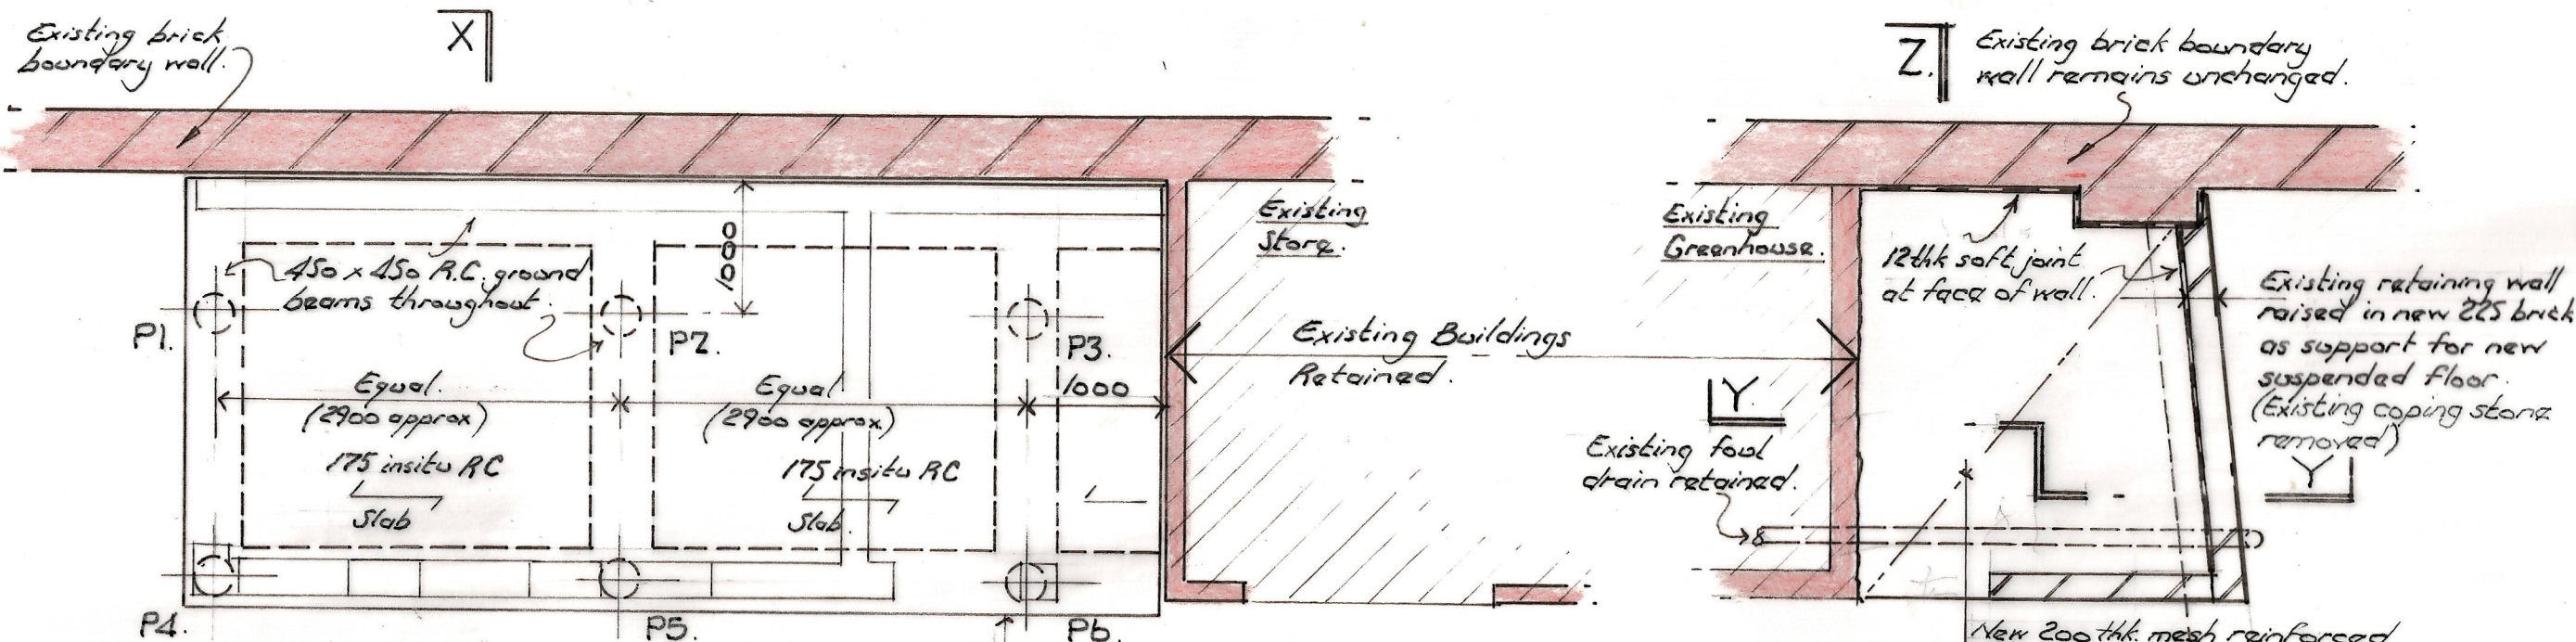 Existing brick
boundary wall.
X
Z.
Existing brick boundary
wall remains unchanged.
1000
Existing
Store.
Existing
Greenhouse.
450 x 450 R.C. ground
beams throughout.
12thk soft joint
at face of wall.
Existing retaining wall
raised in new 225 brick
as support for new
suspended floor.
(Existing coping stone
removed)
P1.
P2.
P3.
1000
Existing Buildings
Retained.
Equal.
(2900 approx)
Equal
(2900 approx)
175 insitu RC
Slab
175 insitu RC
Slab.
Y.
Existing foul
drain retained.
Y
P4.
P5.
P6.
New 200 thk. mesh reinforced